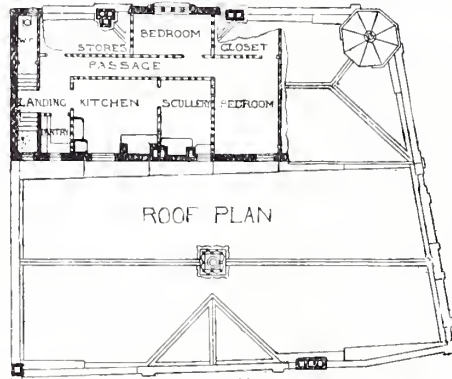 BEDROOM
STORES
CLOSET
PASSAGE
LANDING KITCHEN SCULLERY BEDROOM
PANTRY
ROOF PLAN